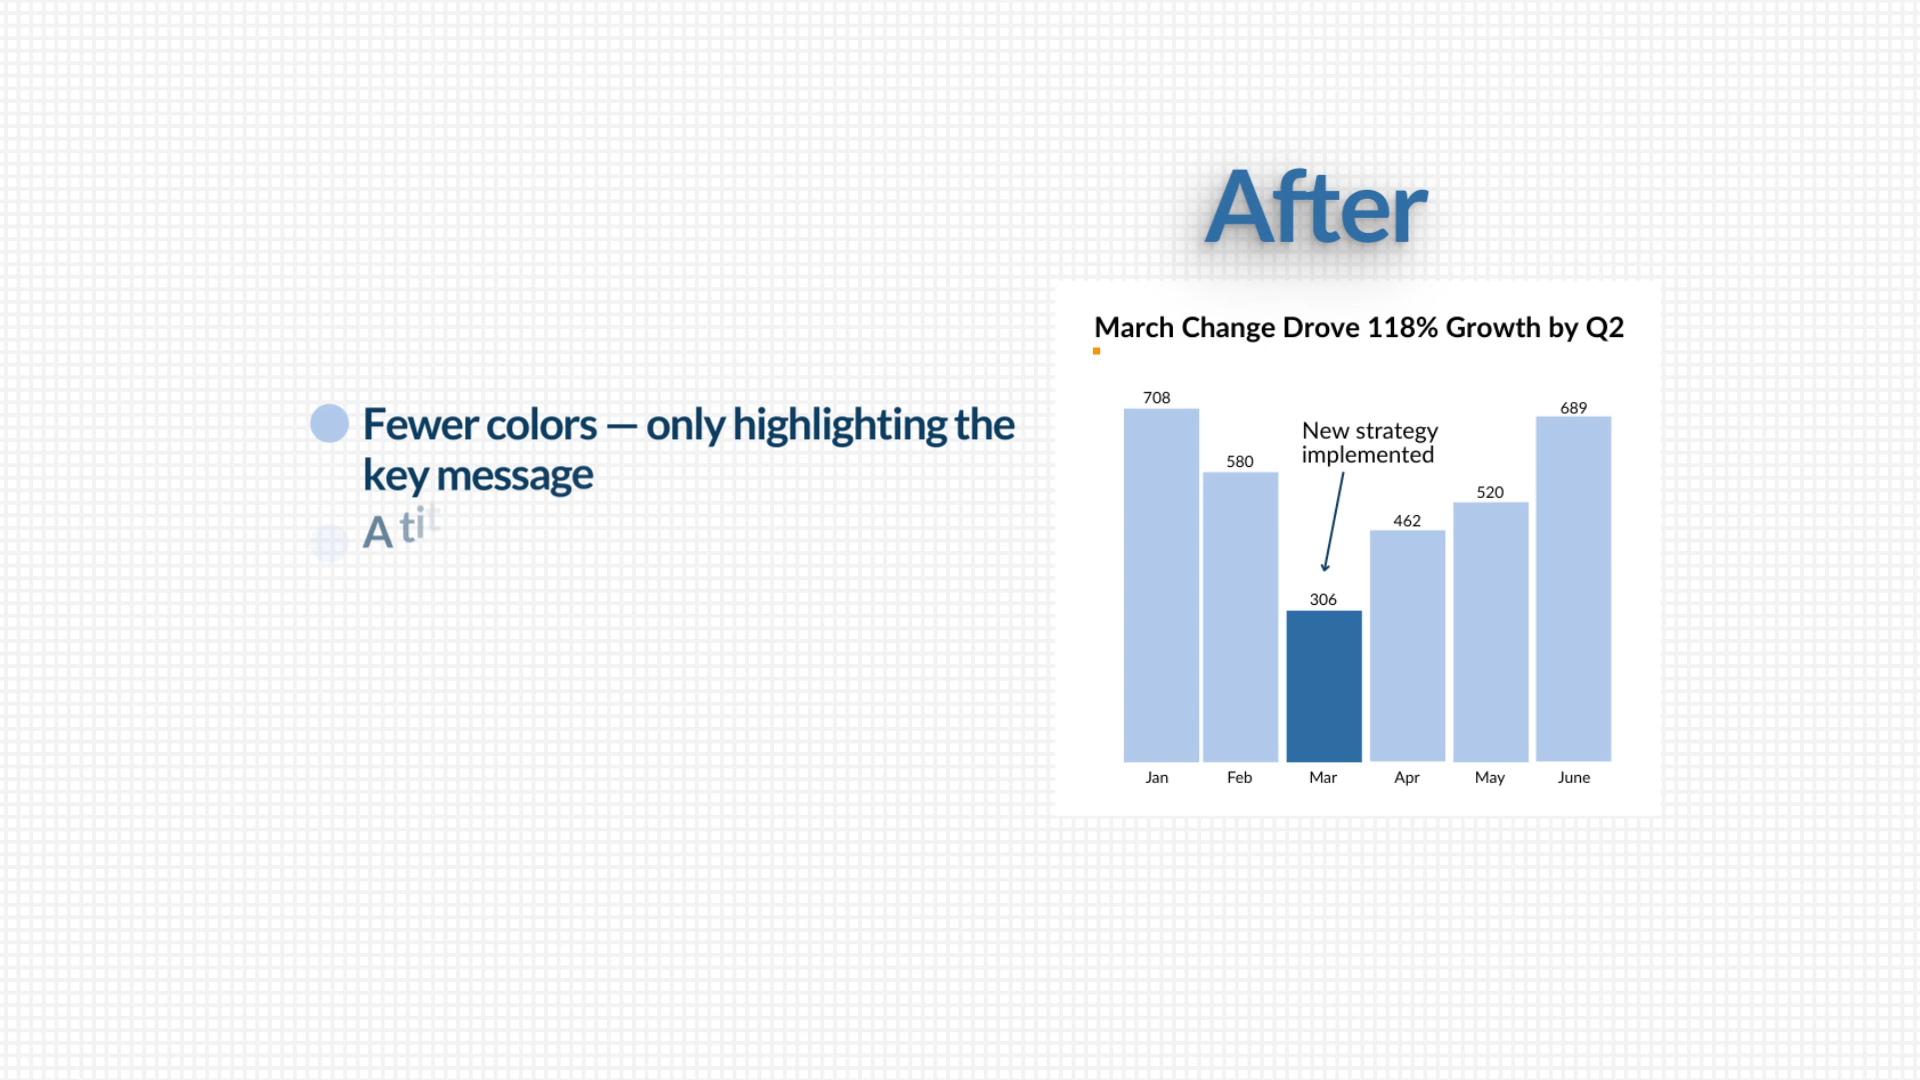 After
March Change Drove 118% Growth by Q2
Fewer colors — only highlighting the
key message
A tit
708
580
New strategy
implemented
306
462
520
689
Jan Feb Mar Apr May June